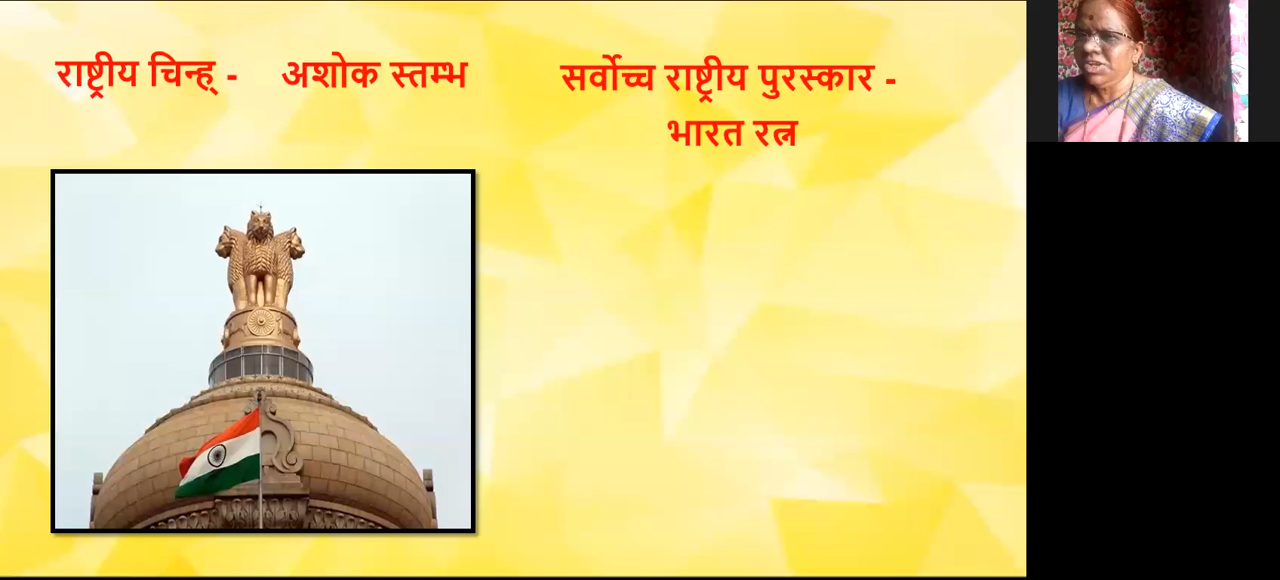 राष्ट्रीय चिन्ह् - अशोक स्तम्भ
सर्वोच्च राष्ट्रीय पुरस्कार -
भारत रत्न